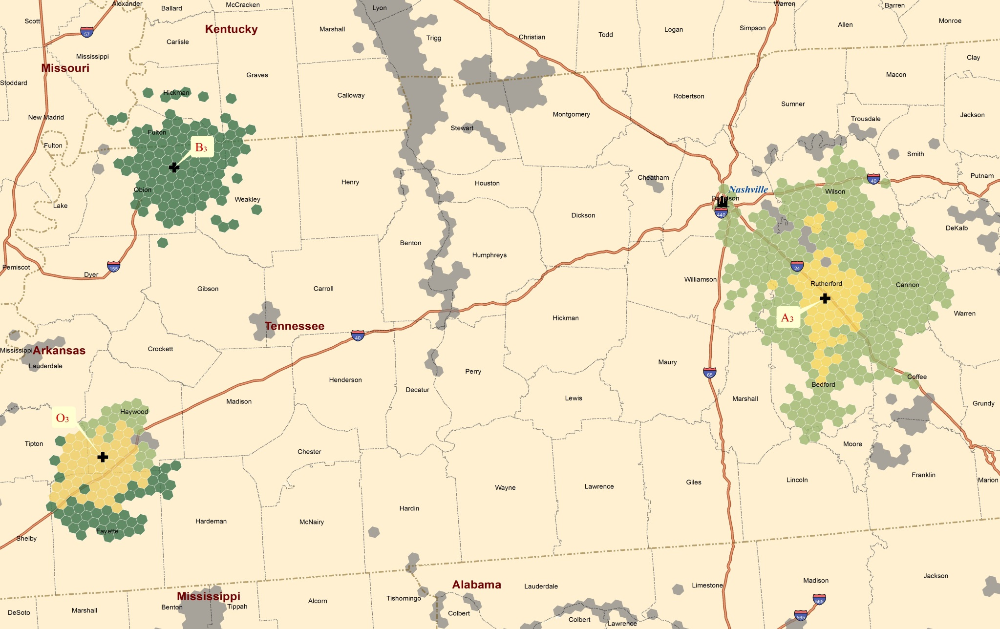 Alexander
Ballard
McCracken
Lyon
Warren
Barren
Scott
57
Kentucky
Marshall
Trigg
Christian
Todd
Logan
Simpson
Allen
Monroe
Carlisle
Mississippi
Missouri
Graves
Clay
Stoddard
Hickman
Calloway
Robertson
Macon
Sumner
New Madrid
Montgomery
Trousdale
Jackson
Fulton
Fulton
B3
Stewart
Smith
Cheatham
40
Putnam
Obion
Henry
Houston
Nashville
Wilson
Lake
Weakley
Davidson
440
Dickson
DeKalb
Benton
Humphreys
Pemiscot
155
Dyer
24
Gibson
Carroll
Williamson
Rutherford
Cannon
Tennessee
Hickman
A3
Warren
40
Mississippi
Arkansas
Crockett
Lauderdale
Maury
65
Perry
Henderson
Decatur
Coffee
Bedford
Madison
Lewis
Marshall
Grundy
O3
Haywood
Tipton
Chester
Moore
Franklin
Marion
Wayne
Lawrence
Giles
Lincoln
Hardin
Hardeman
McNairy
Fayette
Shelby
Alabama
Lauderdale
Limestone
Madison
Jackson
Mississippi
Alcorn
Tishomingo
565
DeSoto
Marshall
Benton
Tippah
Colbert
Colbert
Lawrence
565